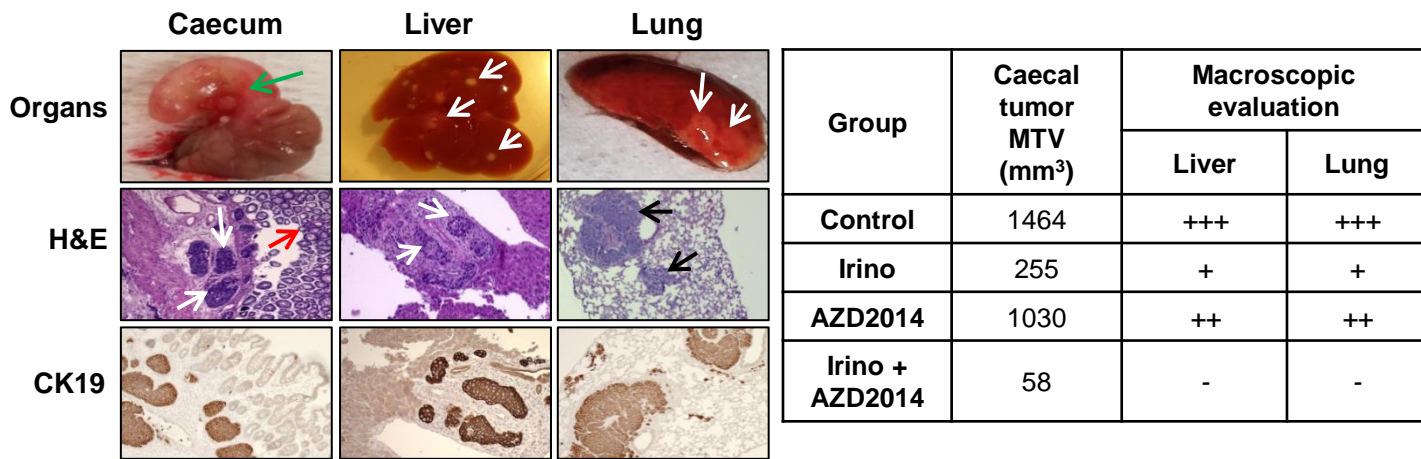 Caecum Liver Lung
Organs
H&E
CK19
Group
Caecal
tumor
MTV
(mm³)
Macroscopic
evaluation
Liver Lung
Control 1464 +++ +++
Irino 255 + +
AZD2014 1030 ++ ++
Irino +
AZD2014 58 - -